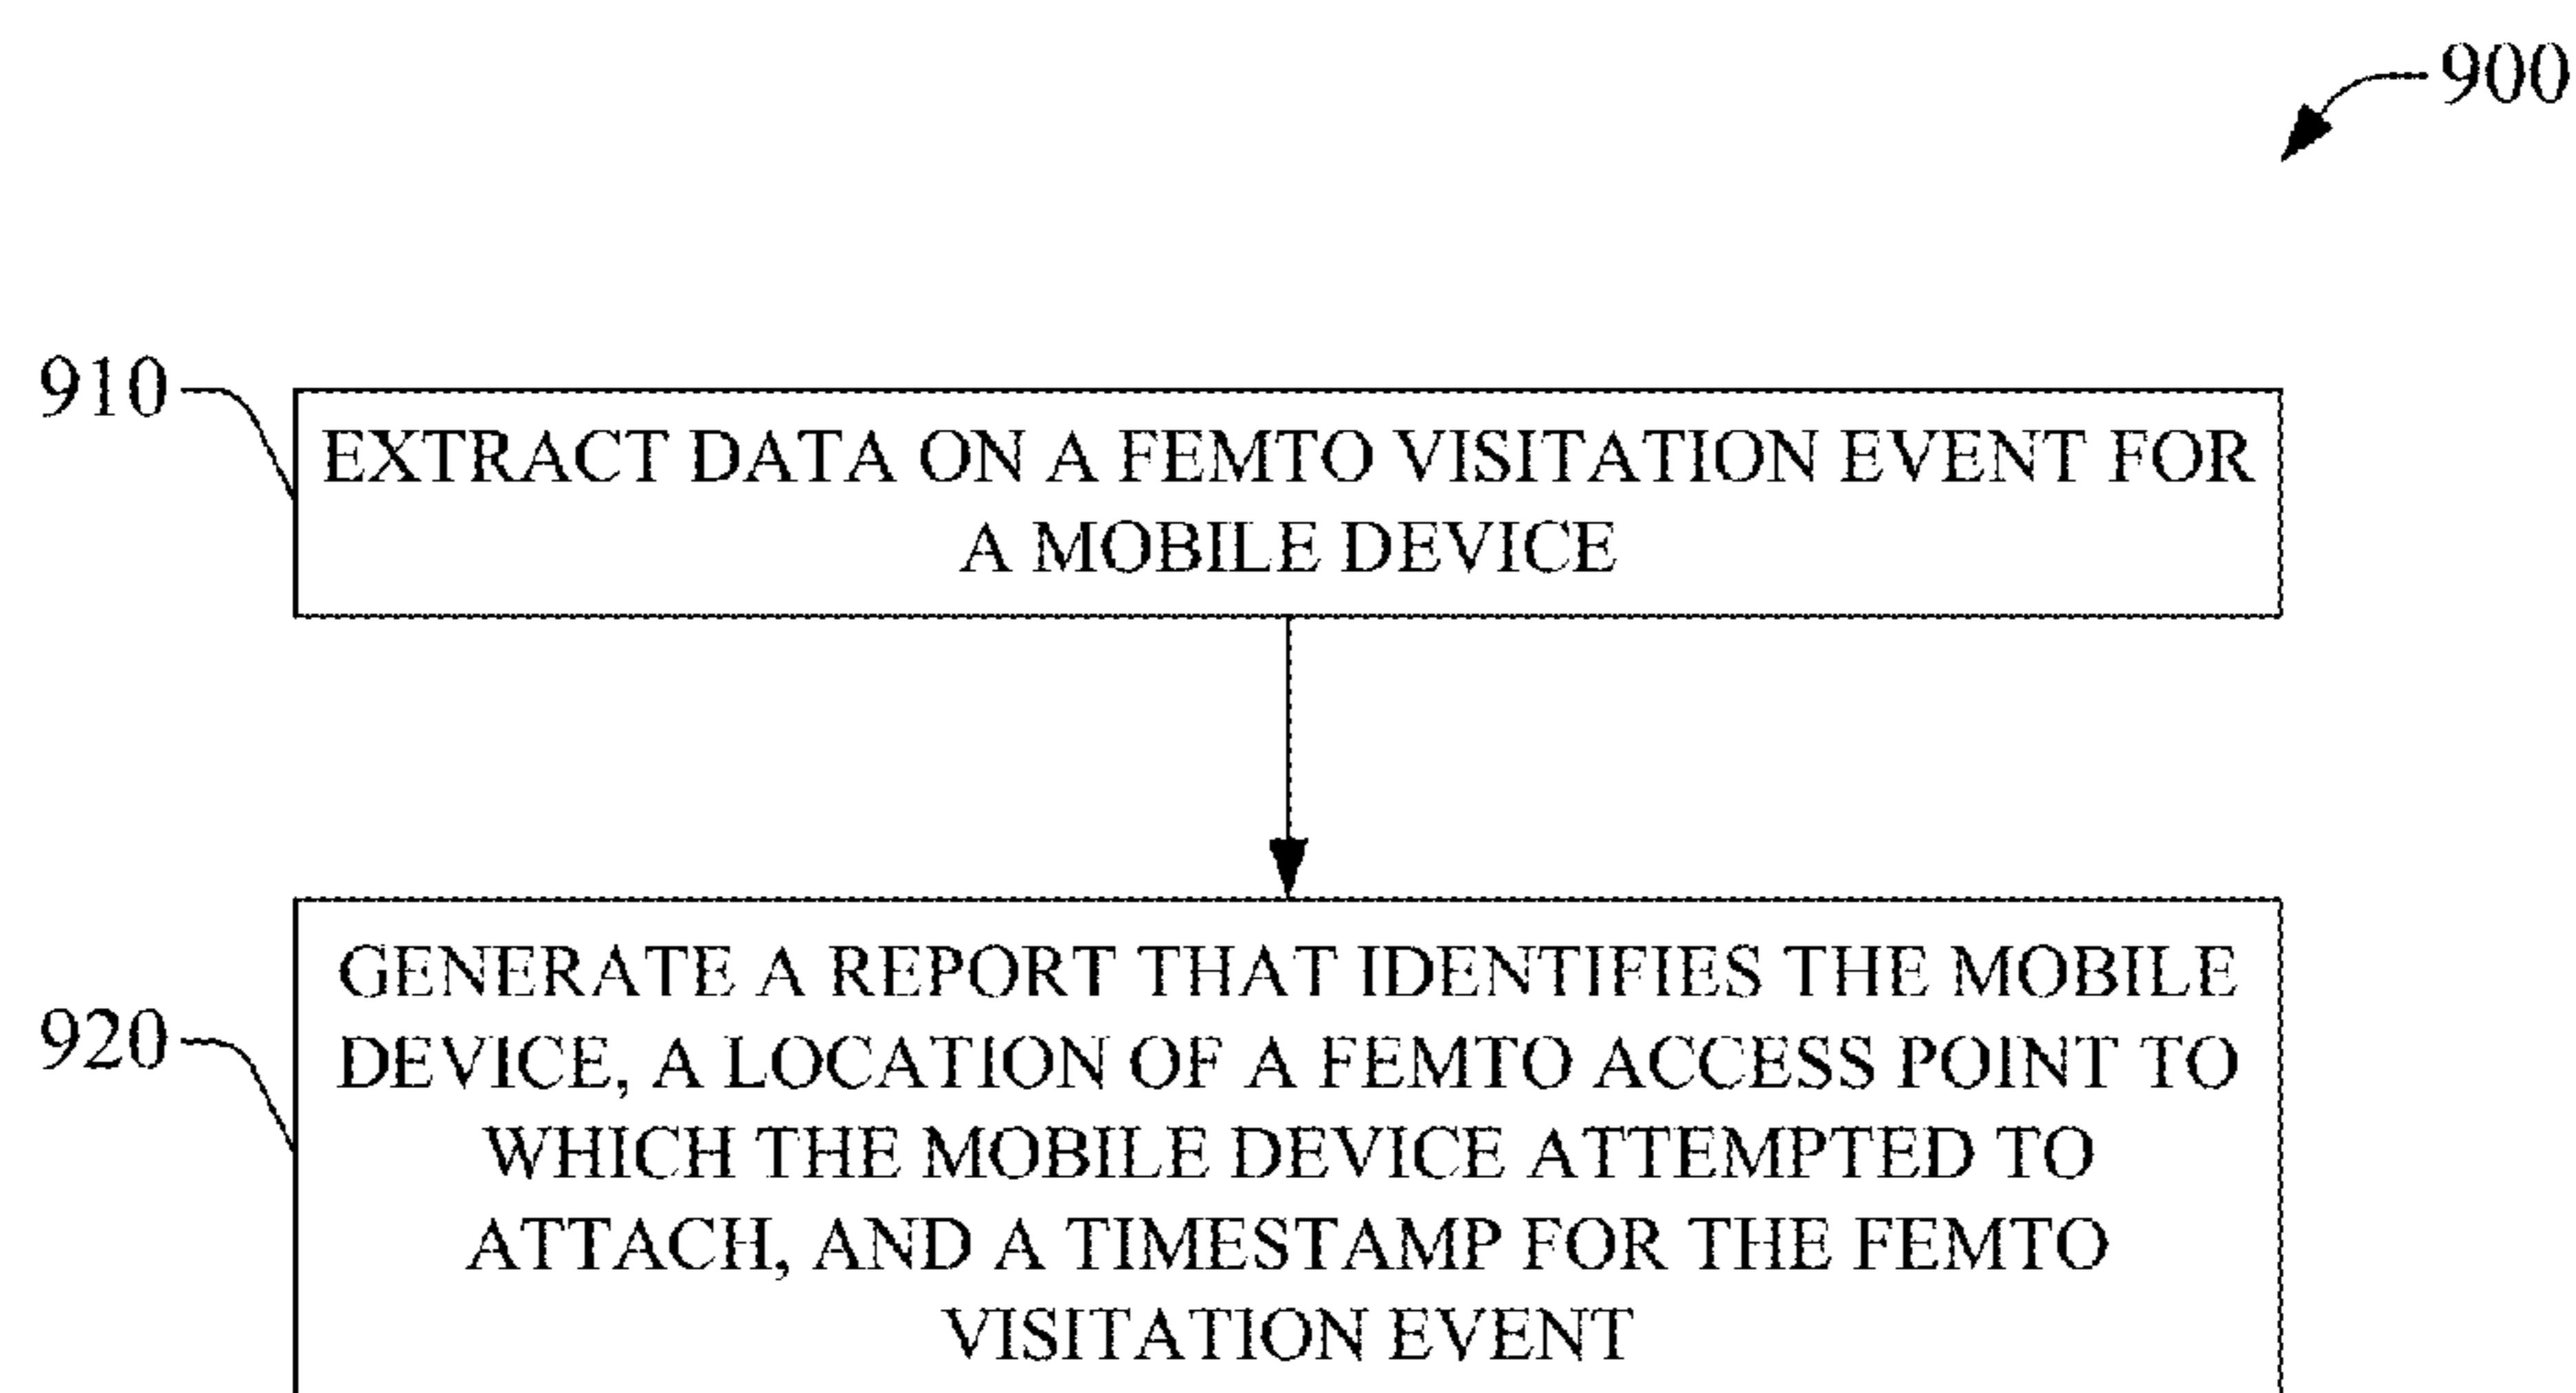 900
910
EXTRACT DATA ON A FEMTO VISITATION EVENT FOR
A MOBILE DEVICE
GENERATE A REPORT THAT IDENTIFIES THE MOBILE
920
DEVICE, A LOCATION OF A FEMTO ACCESS POINT TO
WHICH THE MOBILE DEVICE ATTEMPTED TO
ATTACH, AND A TIMESTAMP FOR THE FEMTO
VISITATION EVENT